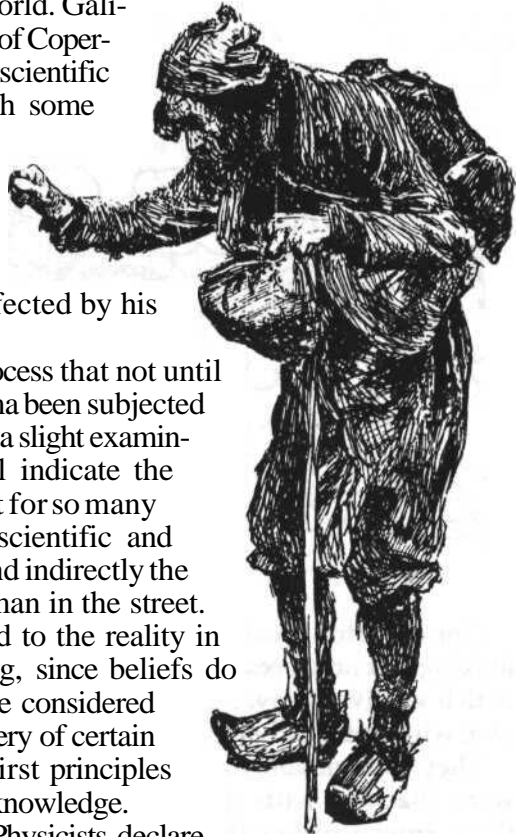 orld. Gali-
of Coper-
scientific
h some
fected by his
ocess that not until
na been subjected
a slight examin-
l indicate the
t for so many
scientific and
nd indirectly the
nan in the street.
d to the reality in
g, since beliefs do
e considered
ery of certain
irst principles
knowledge.
Physicists declare